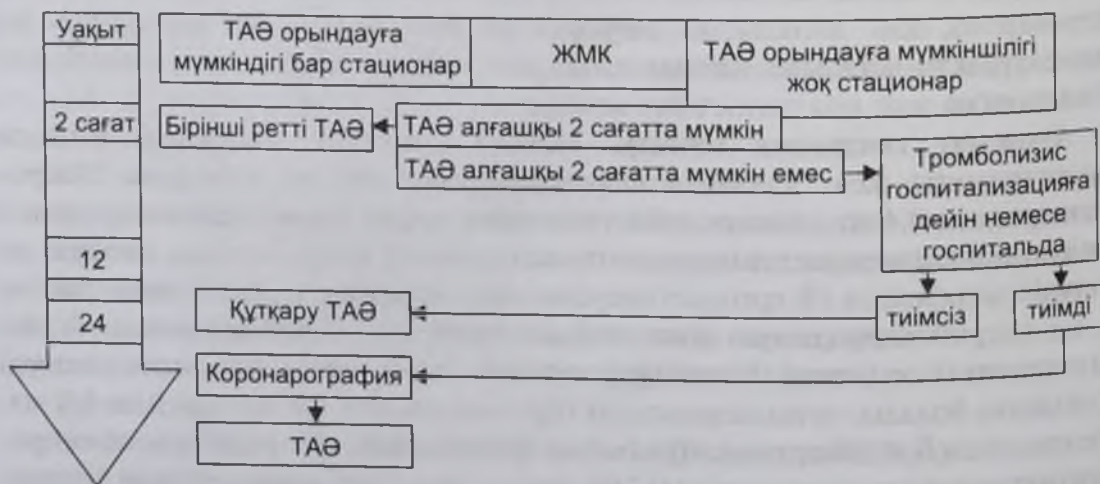 Уақыт
ТАӘ орындауға
мүмкіндігі бар стационар
ЖМК
ТАӘ орындауға мүмкіншілігі
жоқ стационар
2 сағат
Бірінші ретті ТАӘ
ТАӘ алғашқы 2 сағатта мүмкін
ТАӘ алғашқы 2 сағатта мүмкін емес
Тромболизис
госпитализацияға
дейін немесе
госпитальда
12
24
Құтқару ТАӘ
тиімсіз
тиімді
Коронарография
ТАӘ